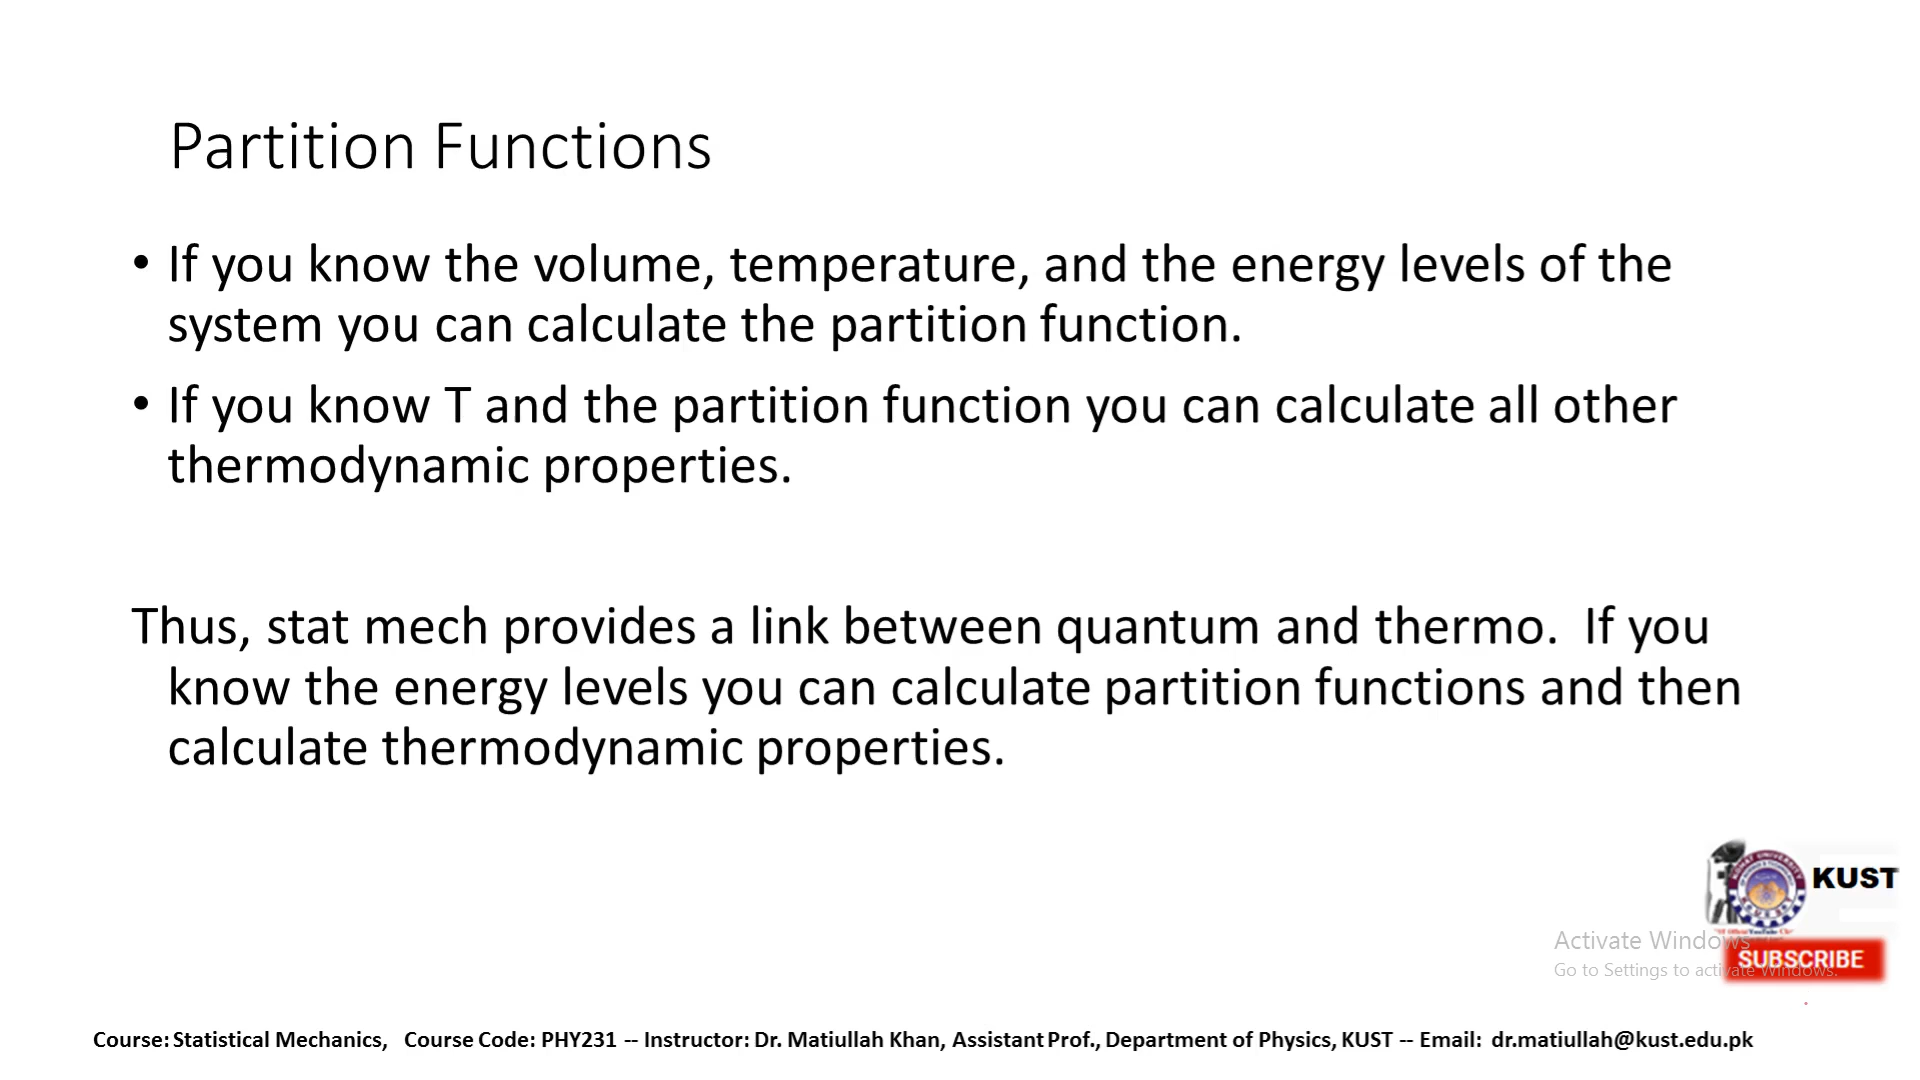 Partition Functions
• If you know the volume, temperature, and the energy levels of the
system you can calculate the partition function.
• If you know T and the partition function you can calculate all other
thermodynamic properties.
Thus, stat mech provides a link between quantum and thermo.  If you
know the energy levels you can calculate partition functions and then
calculate thermodynamic properties.
KUST
Activate Windows
SUBSCRIBE
Go to Settings to activate Windows.
Course: Statistical Mechanics,   Course Code: PHY231 -- Instructor: Dr. Matiullah Khan, Assistant Prof., Department of Physics, KUST -- Email:  dr.matiullah@kust.edu.pk